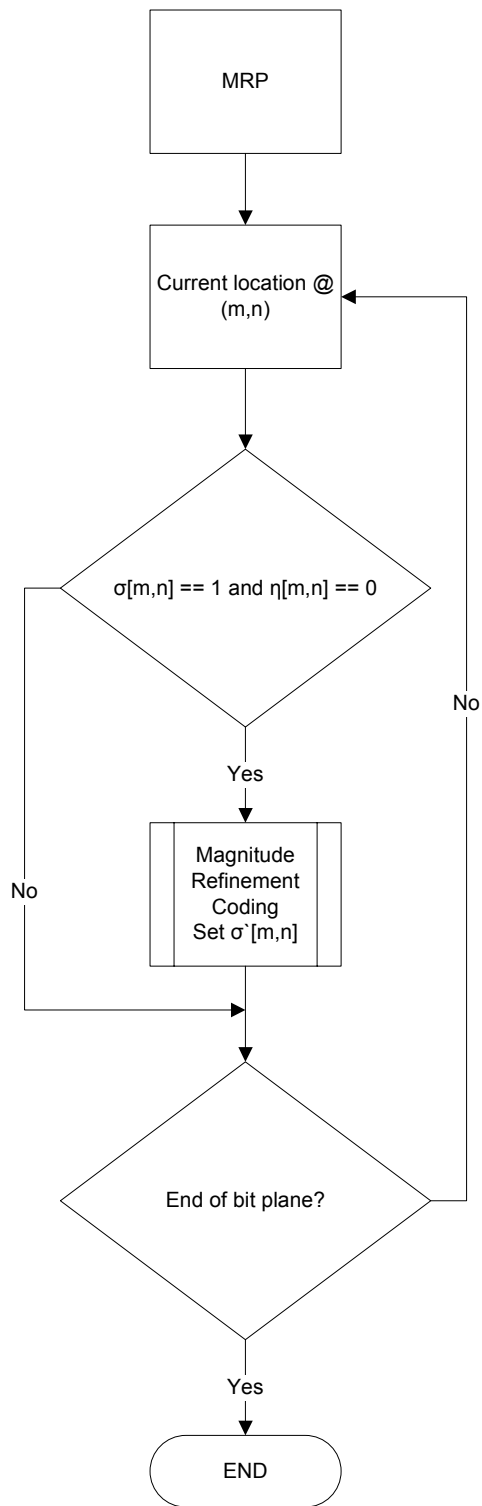 MRP
Current location @
(m,n)
σ[m,n] == 1 and η[m,n] == 0
No
Yes
Magnitude
Refinement
Coding
Set σ`[m,n]
No
End of bit plane?
Yes
END